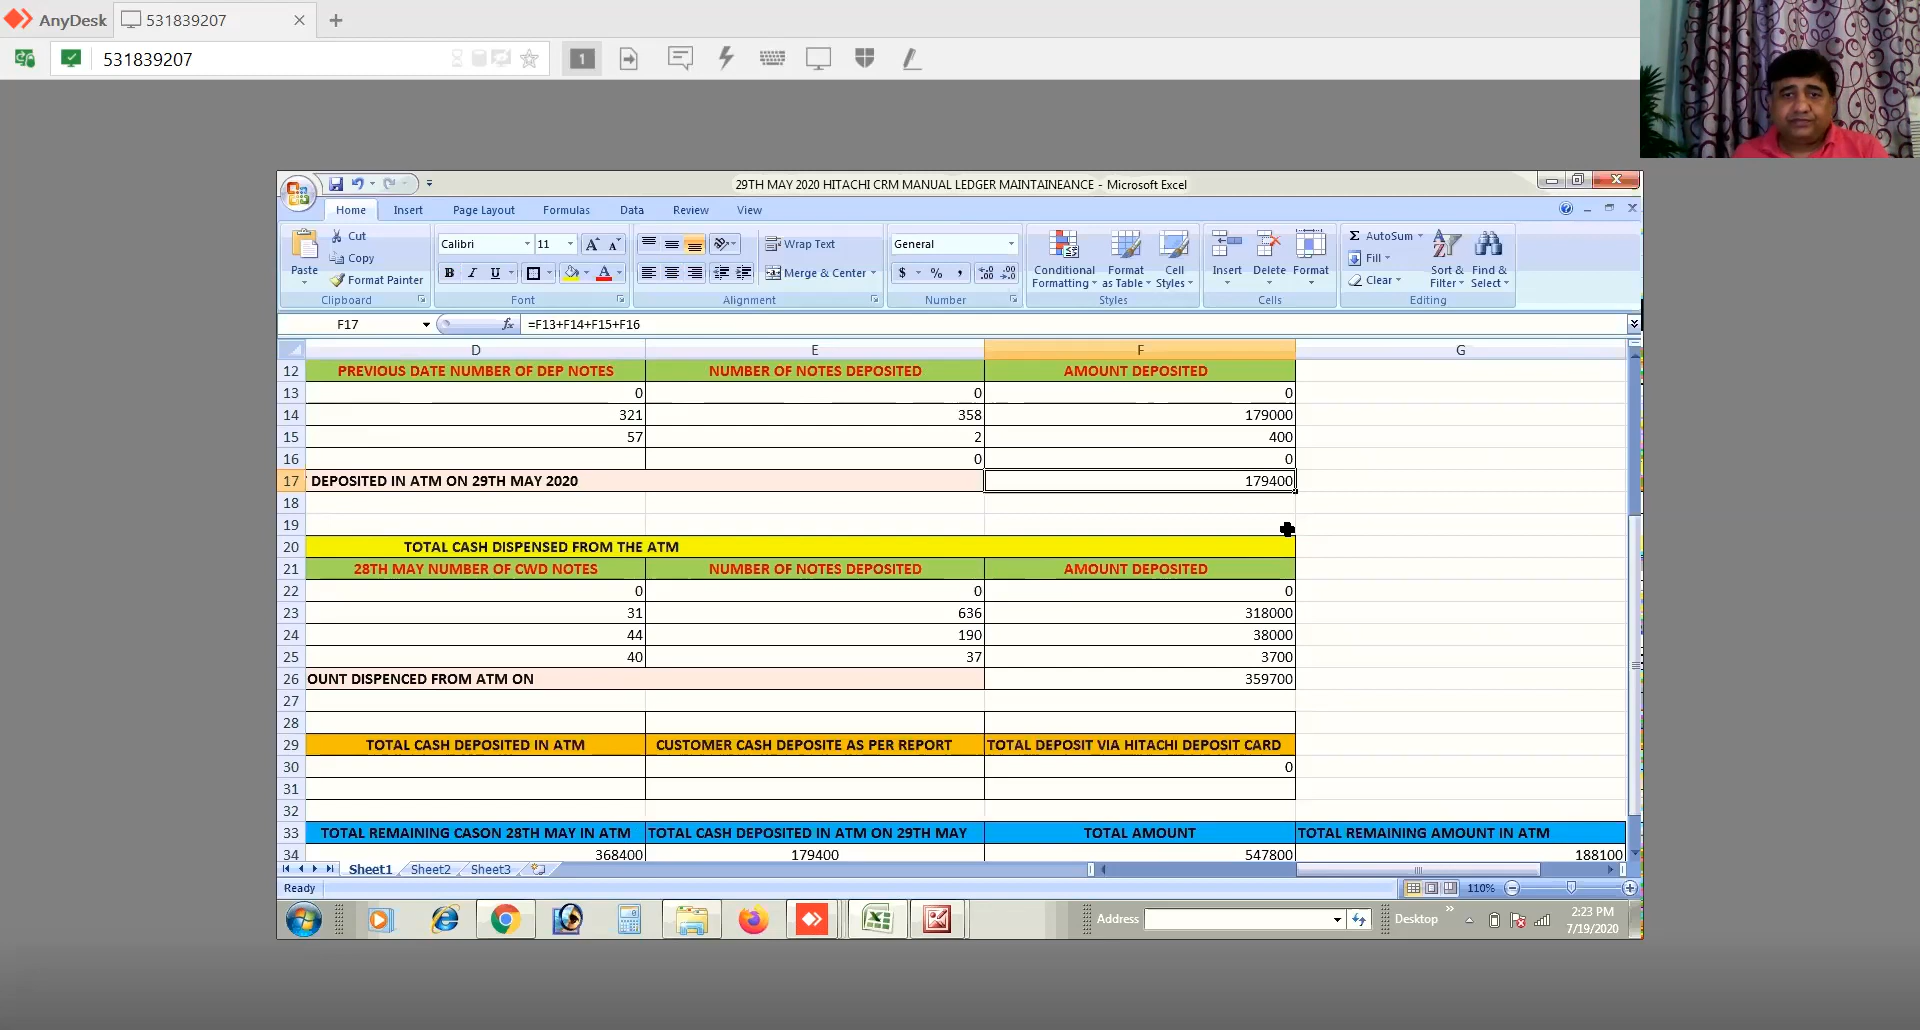 AnyDesk 531839207
531839207 1
29TH MAY 2020 HITACHI CRM MANUAL LEDGER MAINTAINEANCE - Microsoft Excel
Home Insert Page Layout Formulas Data Review View
Paste Cut Copy Format Painter
Calibri 11
B I U A
Wrap Text
Merge & Center
General
$ % ,
Conditional Formatting Format as Table Cell Styles
Insert Delete Format
AutoSum Fill Clear
Sort & Filter Find & Select
Clipboard Font Alignment Number Styles Cells Editing
F17 fx =F13+F14+F15+F16
D E F G
12 PREVIOUS DATE NUMBER OF DEP NOTES NUMBER OF NOTES DEPOSITED AMOUNT DEPOSITED
13 0 0 0
14 321 358 179000
15 57 2 400
16 0 0
17 DEPOSITED IN ATM ON 29TH MAY 2020 179400
18
19
20 TOTAL CASH DISPENSED FROM THE ATM
21 28TH MAY NUMBER OF CWD NOTES NUMBER OF NOTES DEPOSITED AMOUNT DEPOSITED
22 0 0 0
23 31 636 318000
24 44 190 38000
25 40 37 3700
26 OUNT DISPENCED FROM ATM ON 359700
27
28
29 TOTAL CASH DEPOSITED IN ATM CUSTOMER CASH DEPOSITE AS PER REPORT TOTAL DEPOSIT VIA HITACHI DEPOSIT CARD
30 0
31
32
33 TOTAL REMAINING CASON 28TH MAY IN ATM TOTAL CASH DEPOSITED IN ATM ON 29TH MAY TOTAL AMOUNT TOTAL REMAINING AMOUNT IN ATM
34 368400 179400 547800 188100
Sheet1 Sheet2 Sheet3
Ready 110%
Address Desktop 2:23 PM
7/19/2020